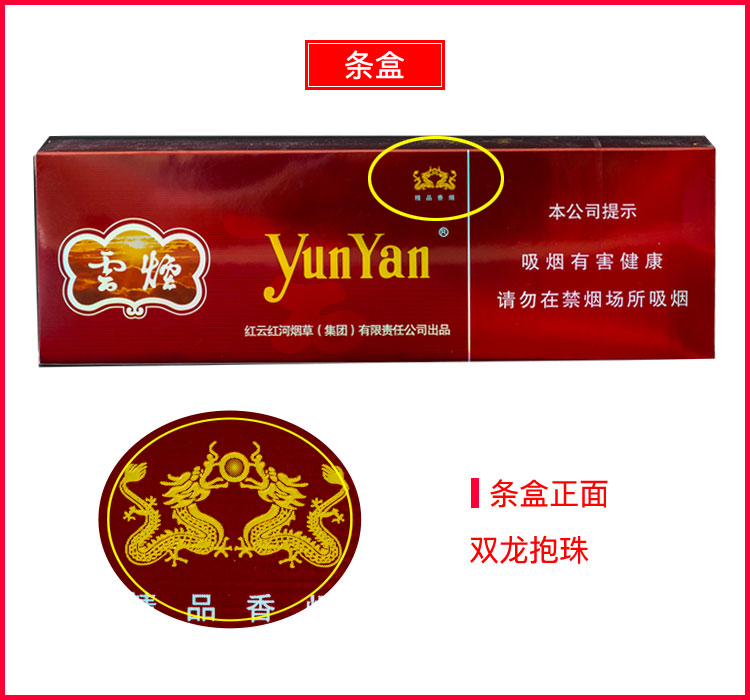 条盒
精品香烟
雲煙
YunYan®
本公司提示
吸烟有害健康
请勿在禁烟场所吸烟
红云红河烟草（集团）有限责任公司出品
精品香烟
条盒正面
双龙抱珠